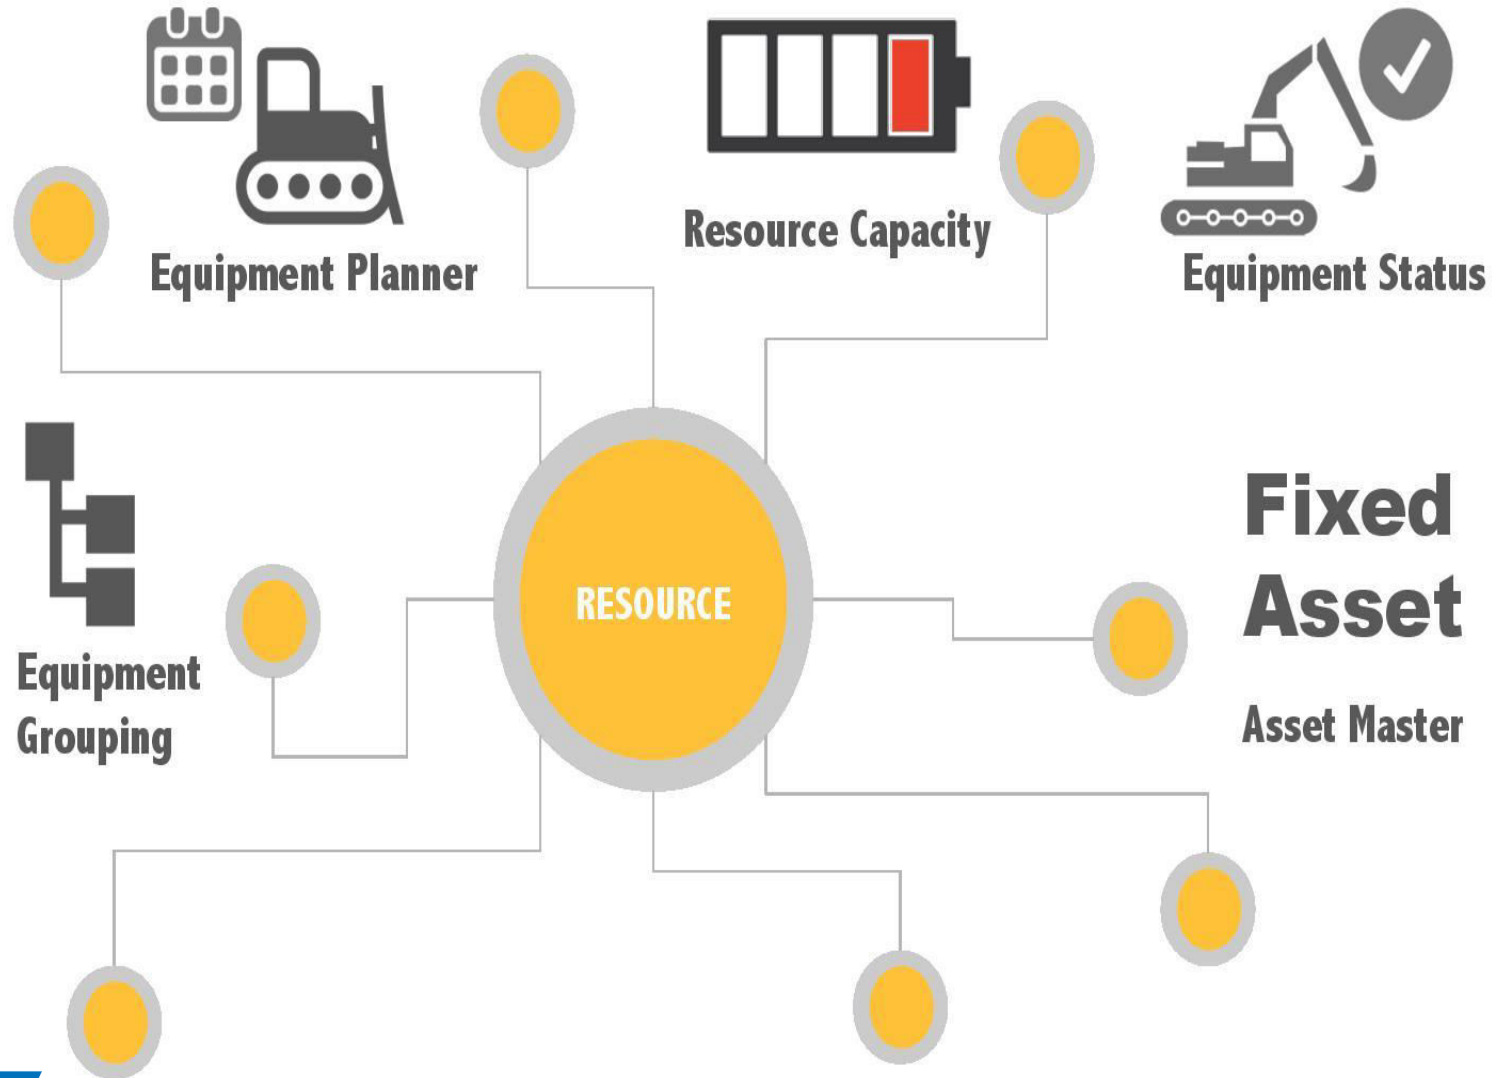 Equipment Planner
Resource Capacity
Equipment Status
Equipment
Grouping
RESOURCE
Fixed
Asset
Asset Master